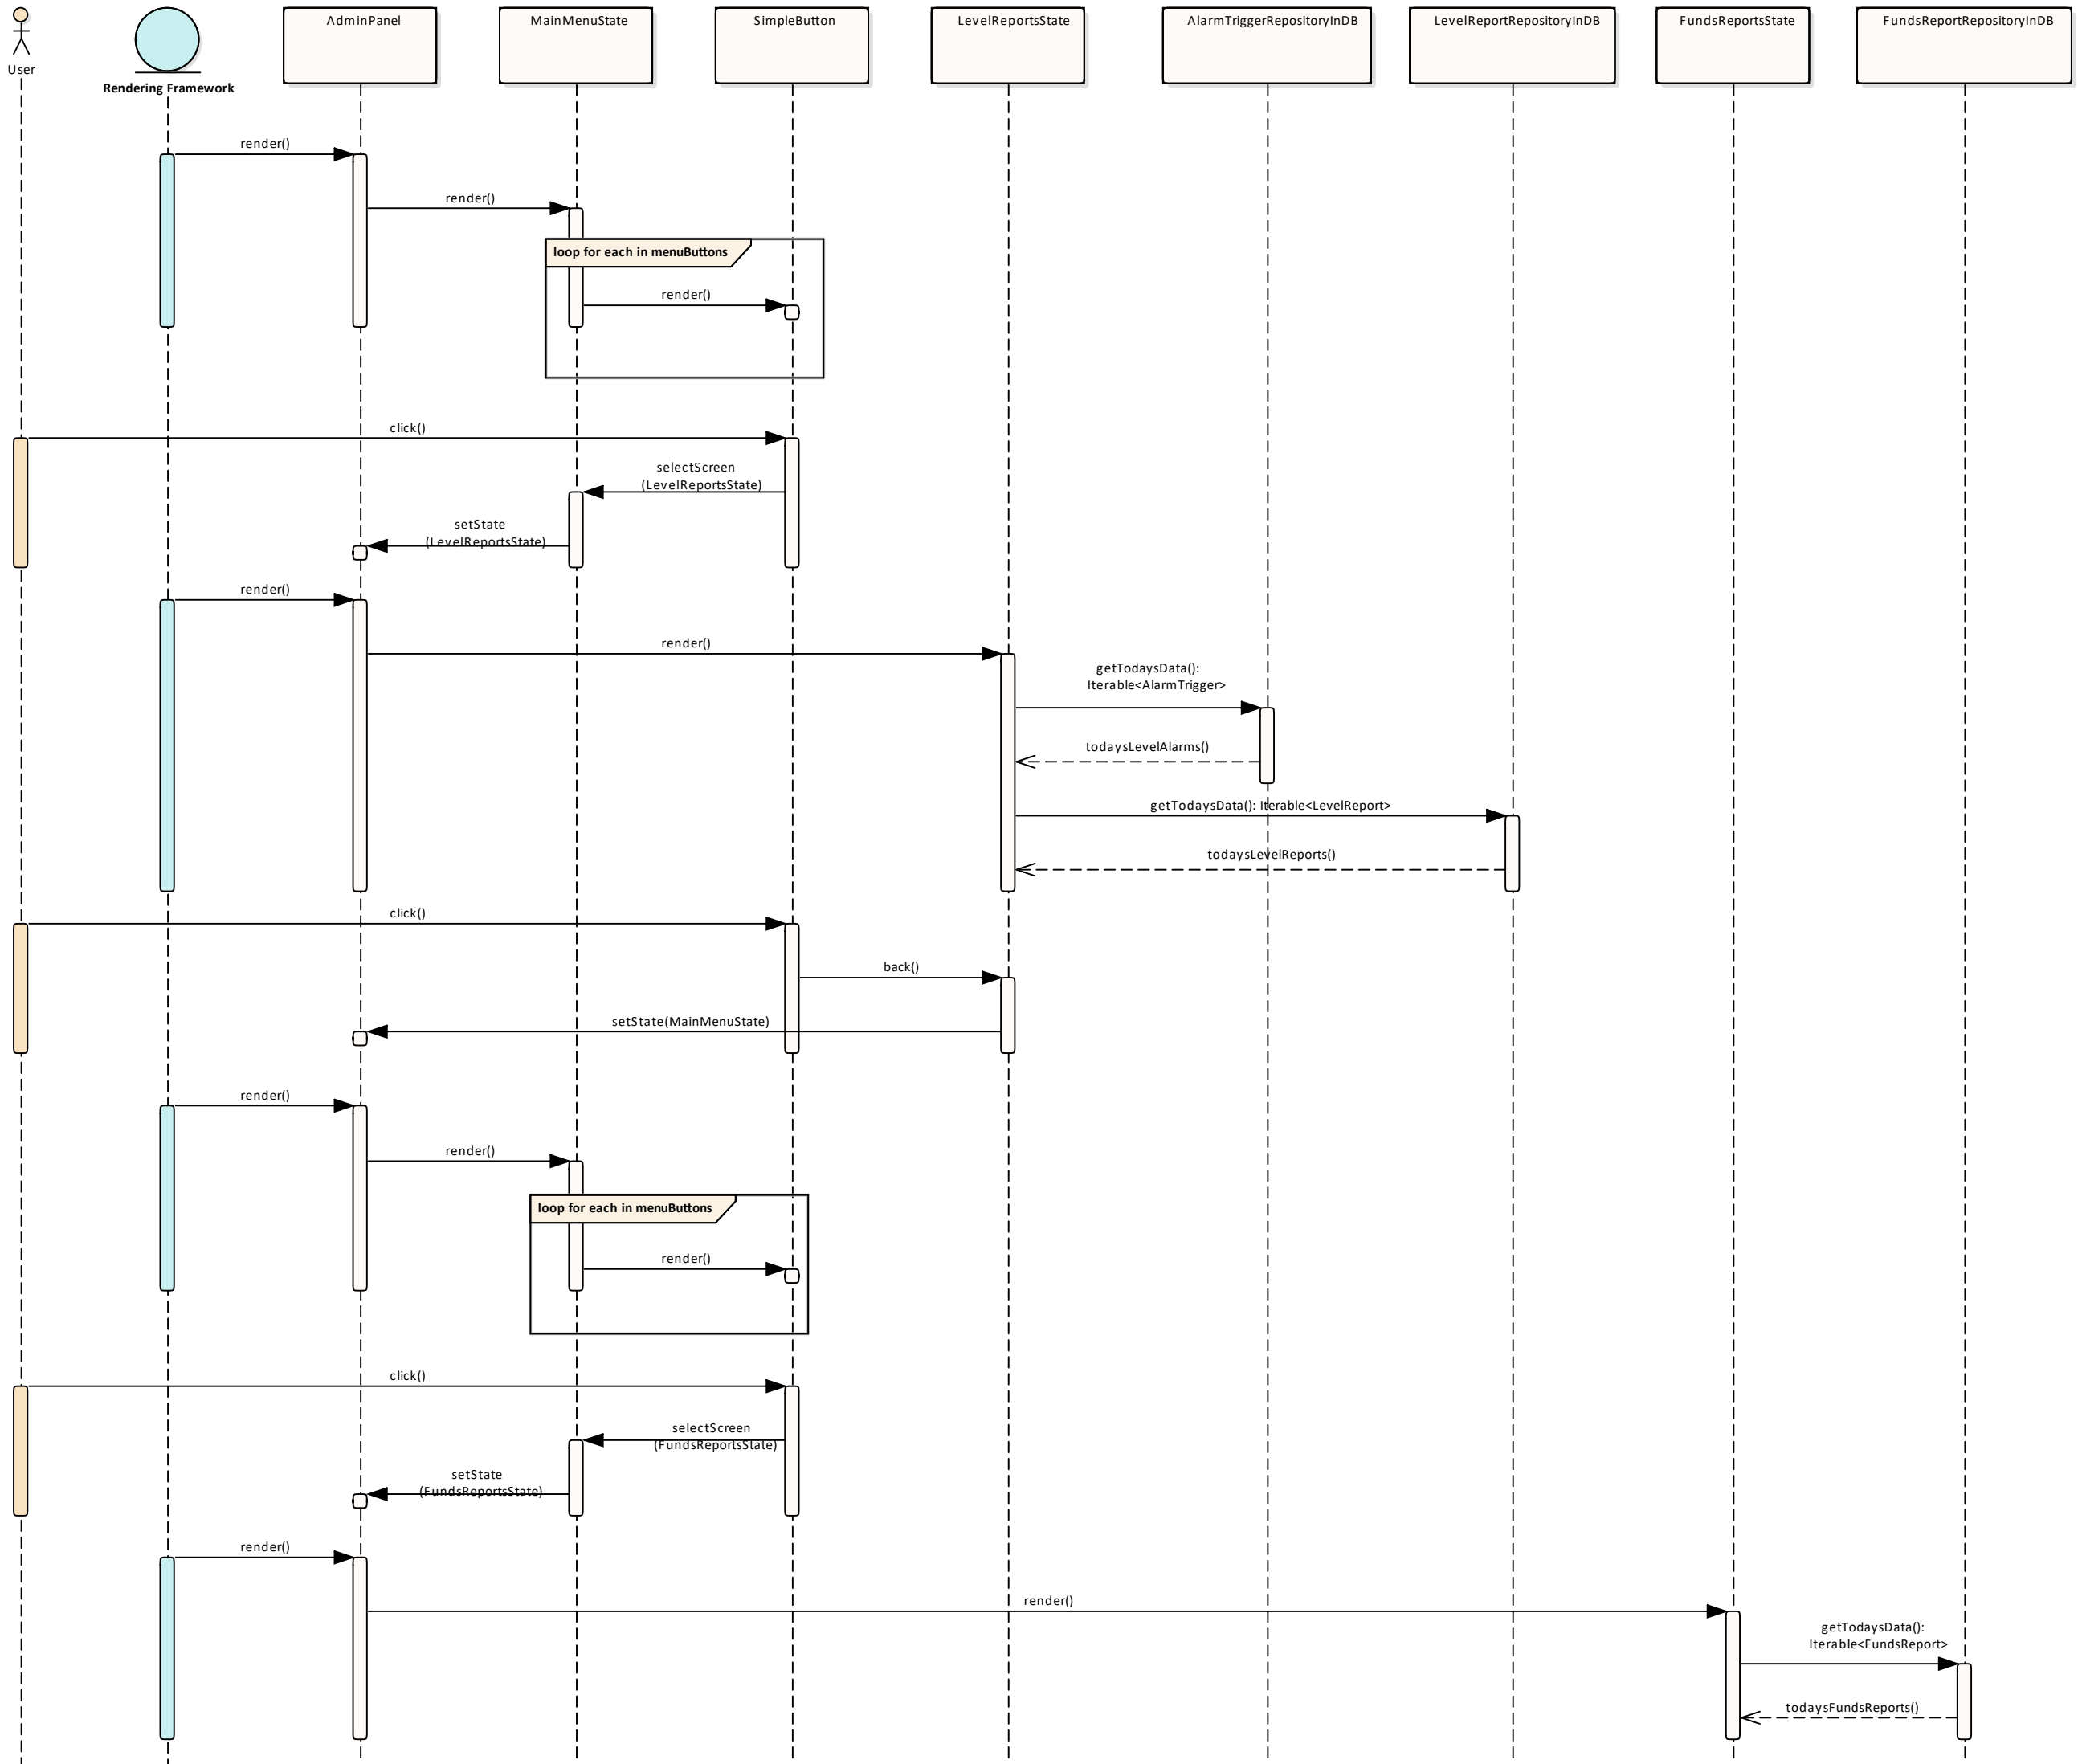 AdminPanel
MainMenuState
SimpleButton
LevelReportsState
AlarmTriggerRepositoryInDB
LevelReportRepositoryInDB
FundsReportsState
FundsReportRepositoryInDB
User
Rendering Framework
render()
render()
loop for each in menuButtons
render()
click()
selectScreen
(LevelReportsState)
setState
(LevelReportsState)
render()
render()
getTodaysData():
Iterable<AlarmTrigger>
todaysLevelAlarms()
getTodaysData(): Iterable<LevelReport>
todaysLevelReports()
click()
back()
setState(MainMenuState)
render()
render()
loop for each in menuButtons
render()
click()
selectScreen
(FundsReportsState)
setState
(FundsReportsState)
render()
render()
getTodaysData():
Iterable<FundsReport>
todaysFundsReports()